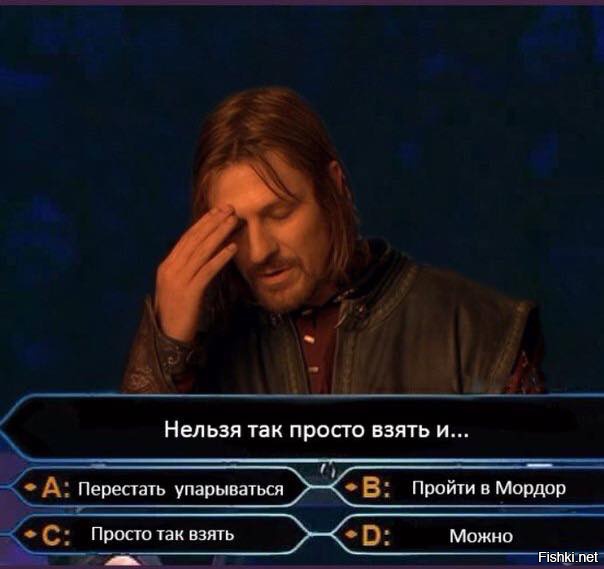 Нельзя так просто взять и...
A: Перестать упарываться
B: Пройти в Мордор
C: Просто так взять
D: Можно
Fishki.net